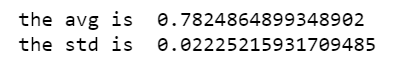 the avg is  0.7824864899348902
the std is  0.02225215931709485